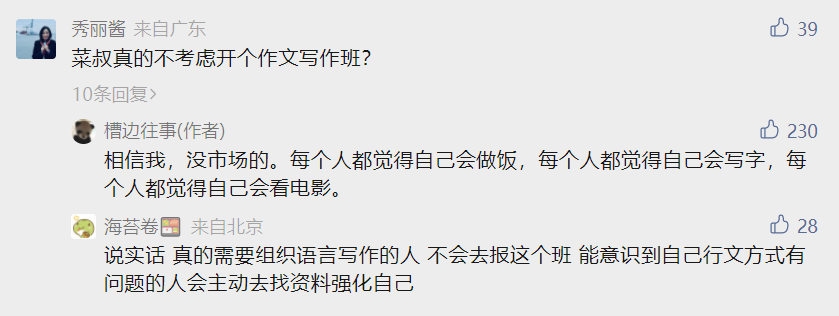 秀丽酱 来自广东
39
菜叔真的不考虑开个作文写作班？
10条回复>
槽边往事(作者)
230
相信我，没市场的。每个人都觉得自己会做饭，每个人都觉得自己会写字，每
个人都觉得自己会看电影。
海苔卷🍱 来自北京
28
说实话 真的需要组织语言写作的人 不会去报这个班 能意识到自己行文方式有
问题的人会主动去找资料强化自己